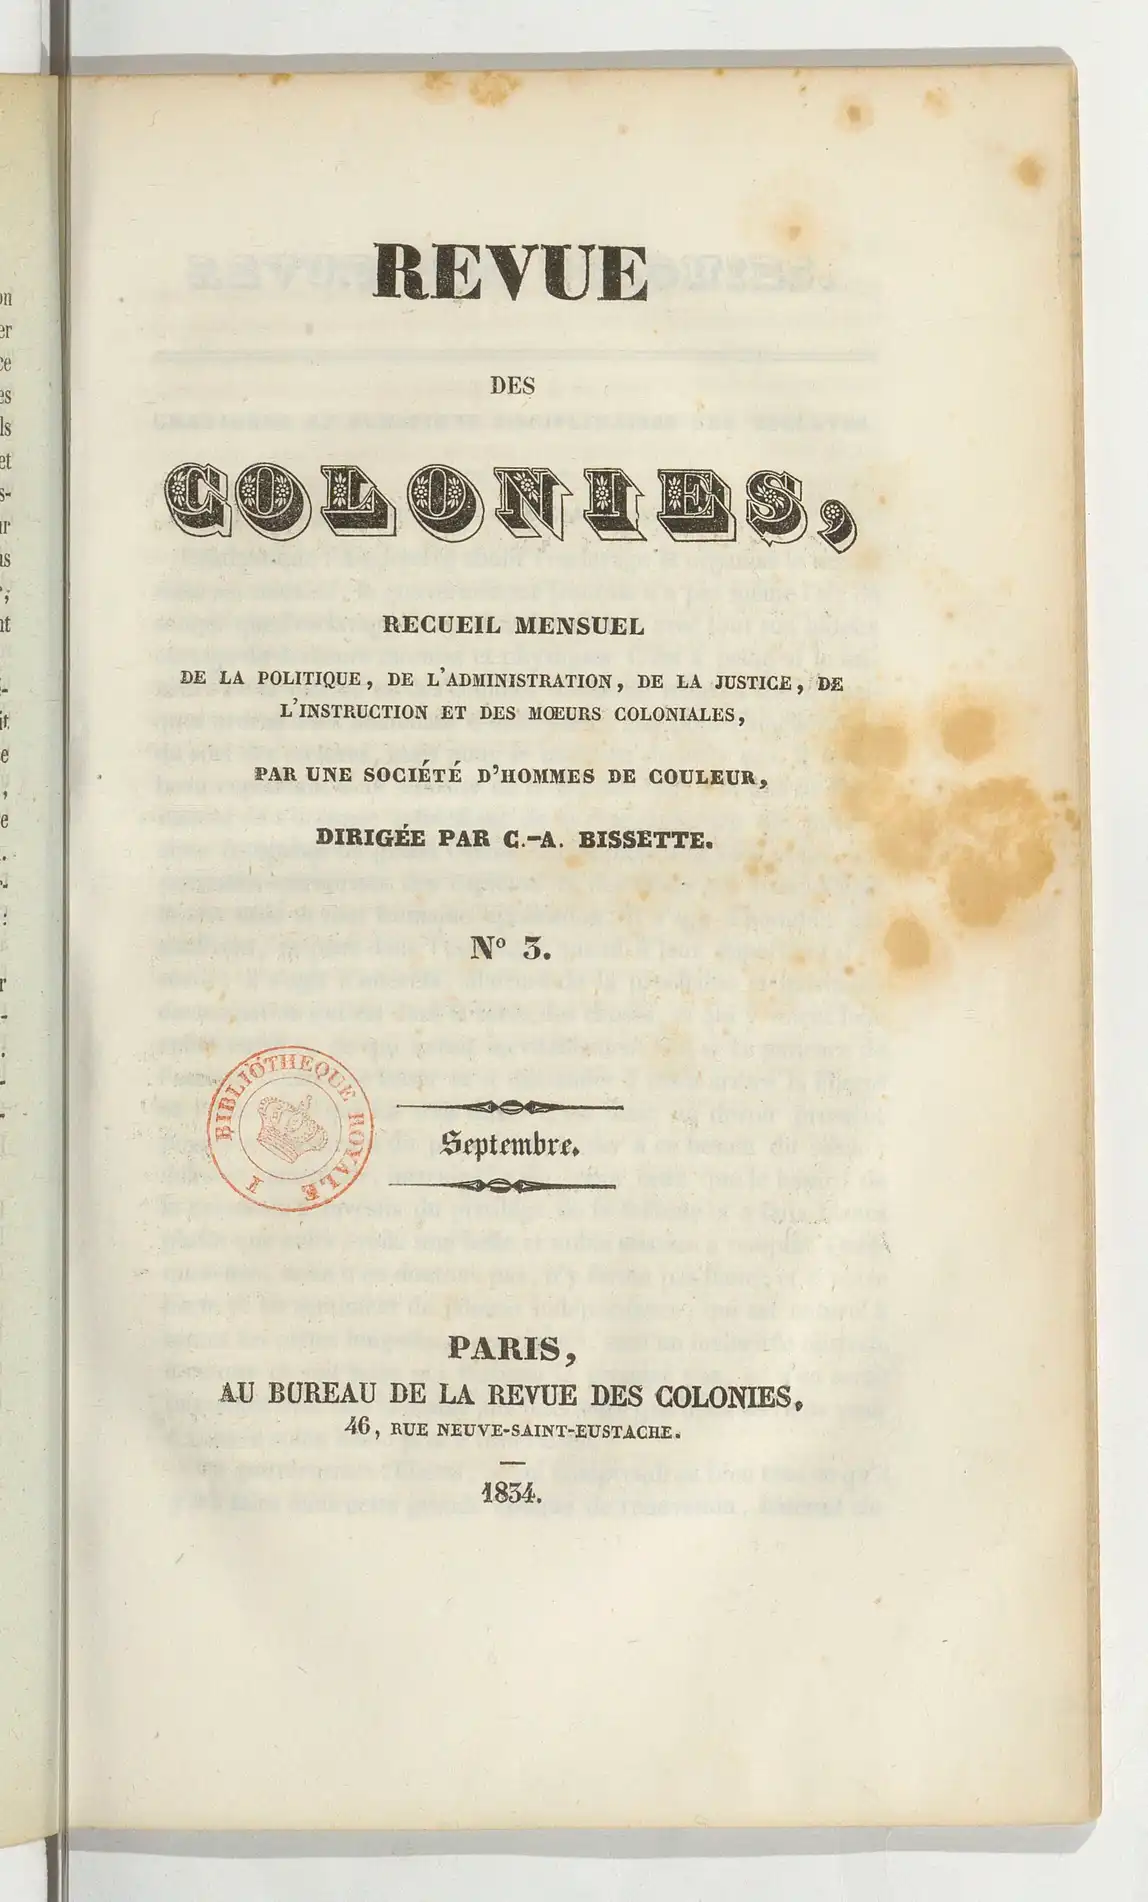 REVUE
DES
COLONIES,
RECUEIL MENSUEL
DE LA POLITIQUE, DE L'ADMINISTRATION, DE LA JUSTICE, DE
L'INSTRUCTION ET DES MŒURS COLONIALES,
PAR UNE SOCIÉTÉ D'HOMMES DE COULEUR,
DIRIGÉE PAR C.-A. BISSETTE.
Nº 3.
BIBLIOTHEQUE ROYALE
I
Septembre.
PARIS,
AU BUREAU DE LA REVUE DES COLONIES,
46, RUE NEUVE-SAINT-EUSTACHE.
1834.